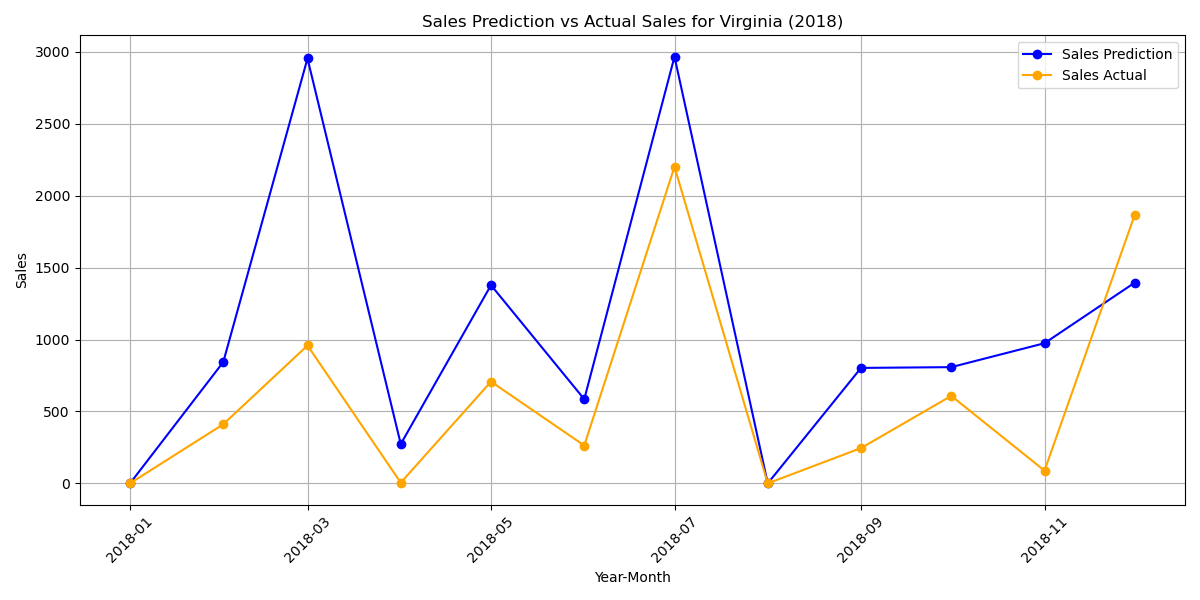 Sales Prediction vs Actual Sales for Virginia (2018)
Sales Prediction
Sales Actual
3000
2500
2000
1500
1000
500
0
Sales
2018-01
2018-03
2018-05
2018-07
2018-09
2018-11
Year-Month